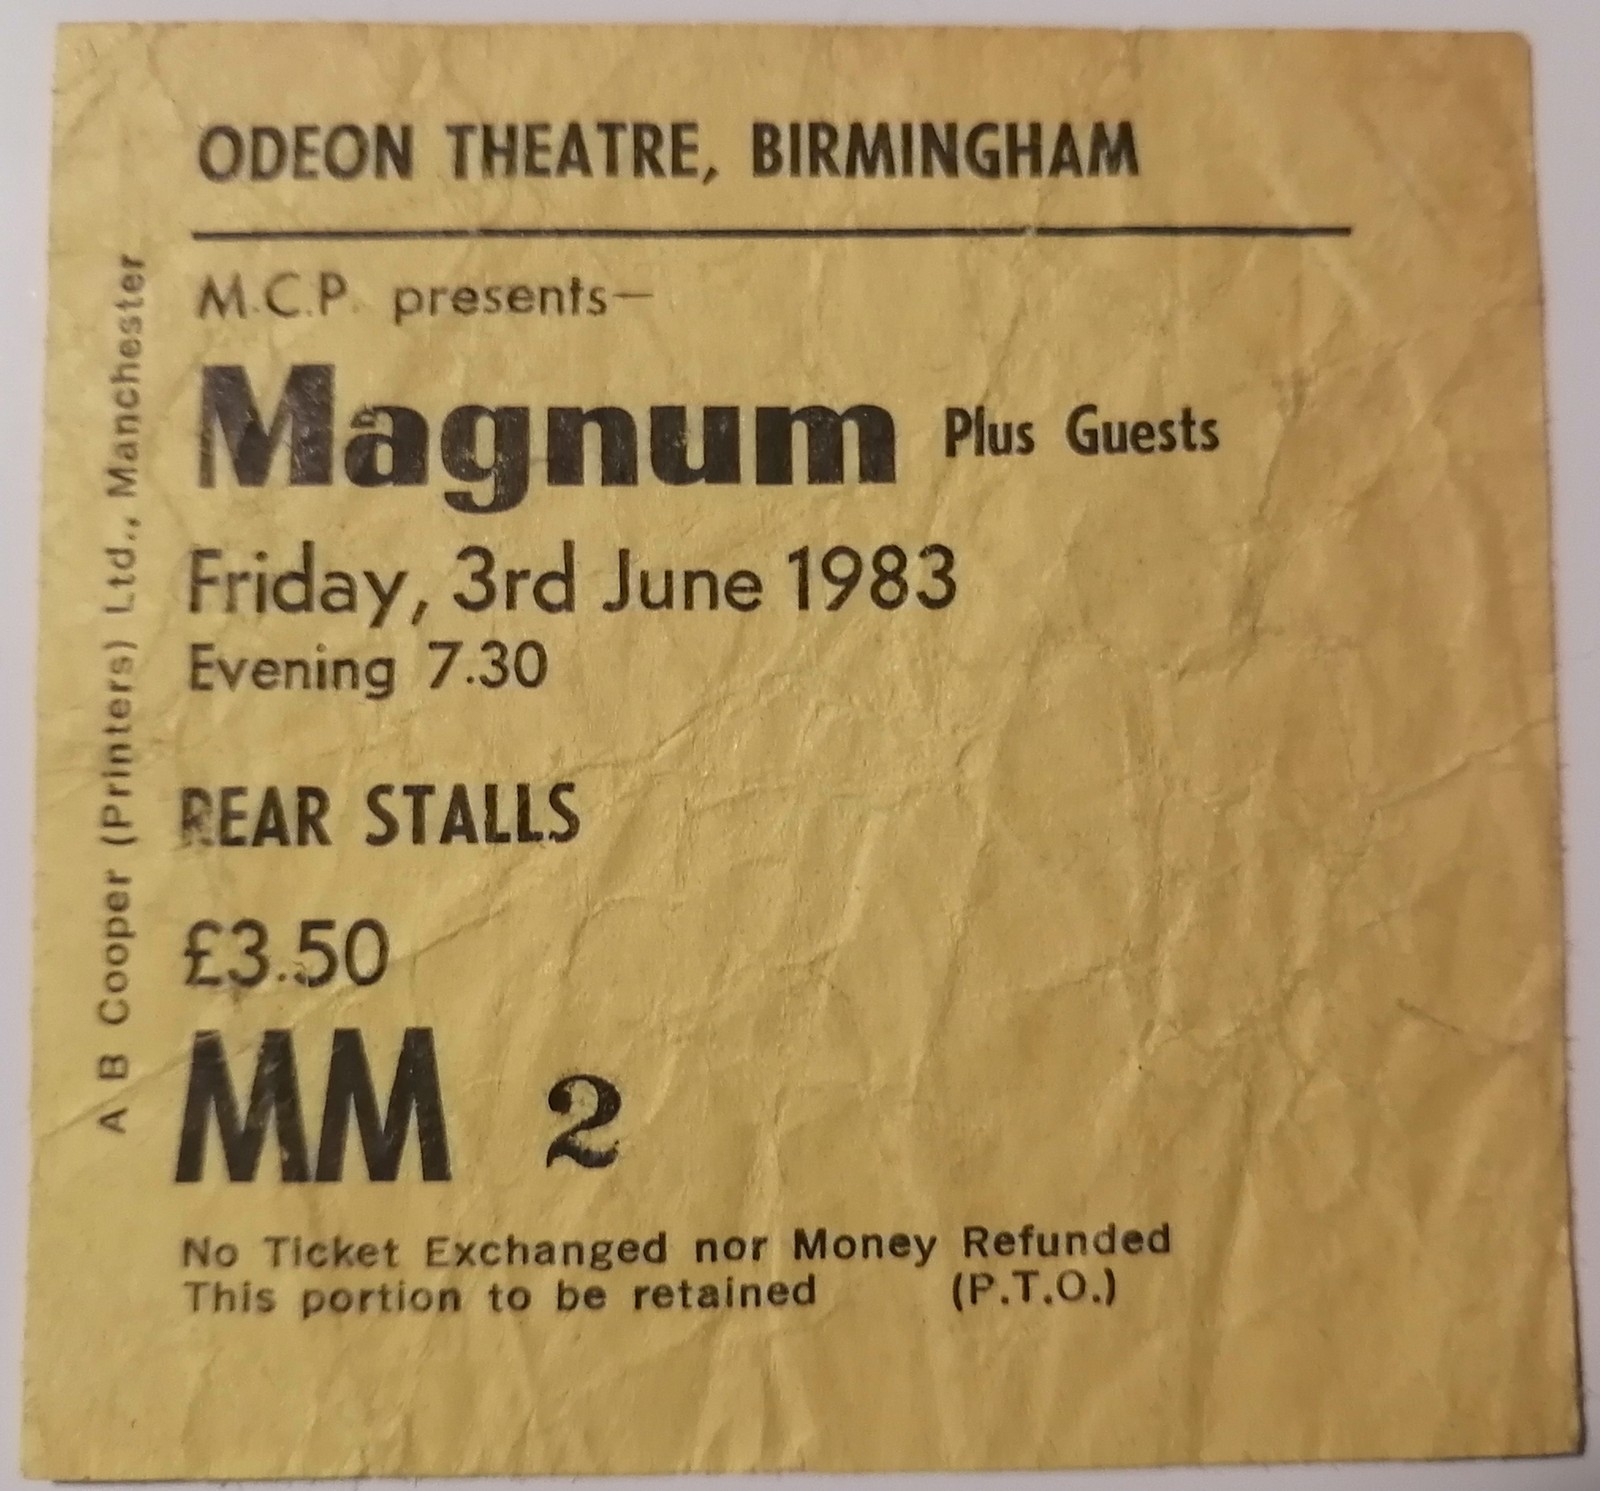 ODEON THEATRE, BIRMINGHAM
M.C.P. presents—
Magnum Plus Guests
Friday, 3rd June 1983
Evening 7.30
REAR STALLS
£3.50
MM 2
No Ticket Exchanged nor Money Refunded
This portion to be retained (P.T.O.)
A B Cooper (Printers) Ltd., Manchester